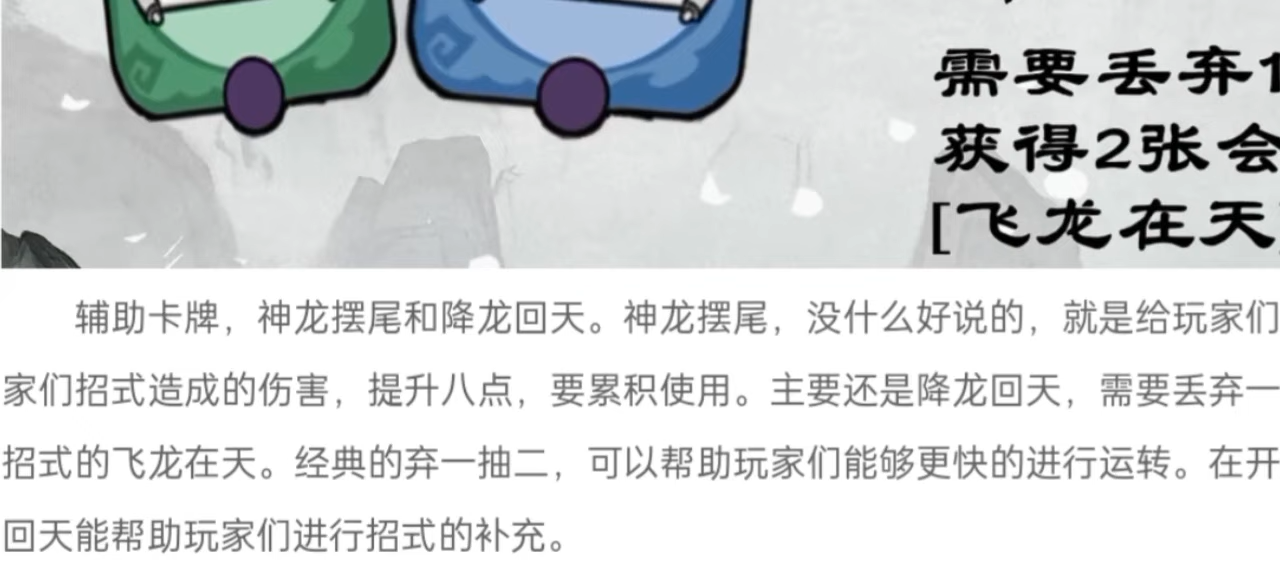 需要丢弃1
获得2张会
[飞龙在天]
辅助卡牌，神龙摆尾和降龙回天。神龙摆尾，没什么好说的，就是给玩家们
家们招式造成的伤害，提升八点，要累积使用。主要还是降龙回天，需要丢弃一
招式的飞龙在天。经典的弃一抽二，可以帮助玩家们能够更快的进行运转。在开
回天能帮助玩家们进行招式的补充。